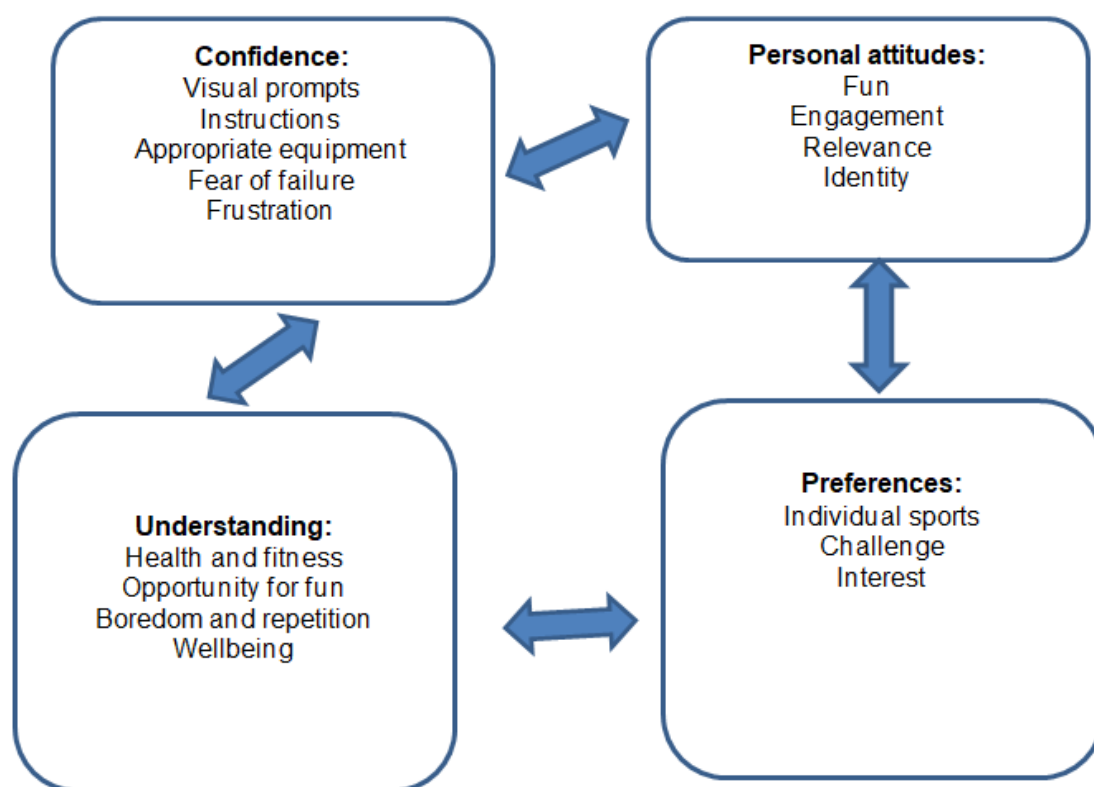 Confidence:
Visual prompts
Instructions
Appropriate equipment
Fear of failure
Frustration
Personal attitudes:
Fun
Engagement
Relevance
Identity
Understanding:
Health and fitness
Opportunity for fun
Boredom and repetition
Wellbeing
Preferences:
Individual sports
Challenge
Interest